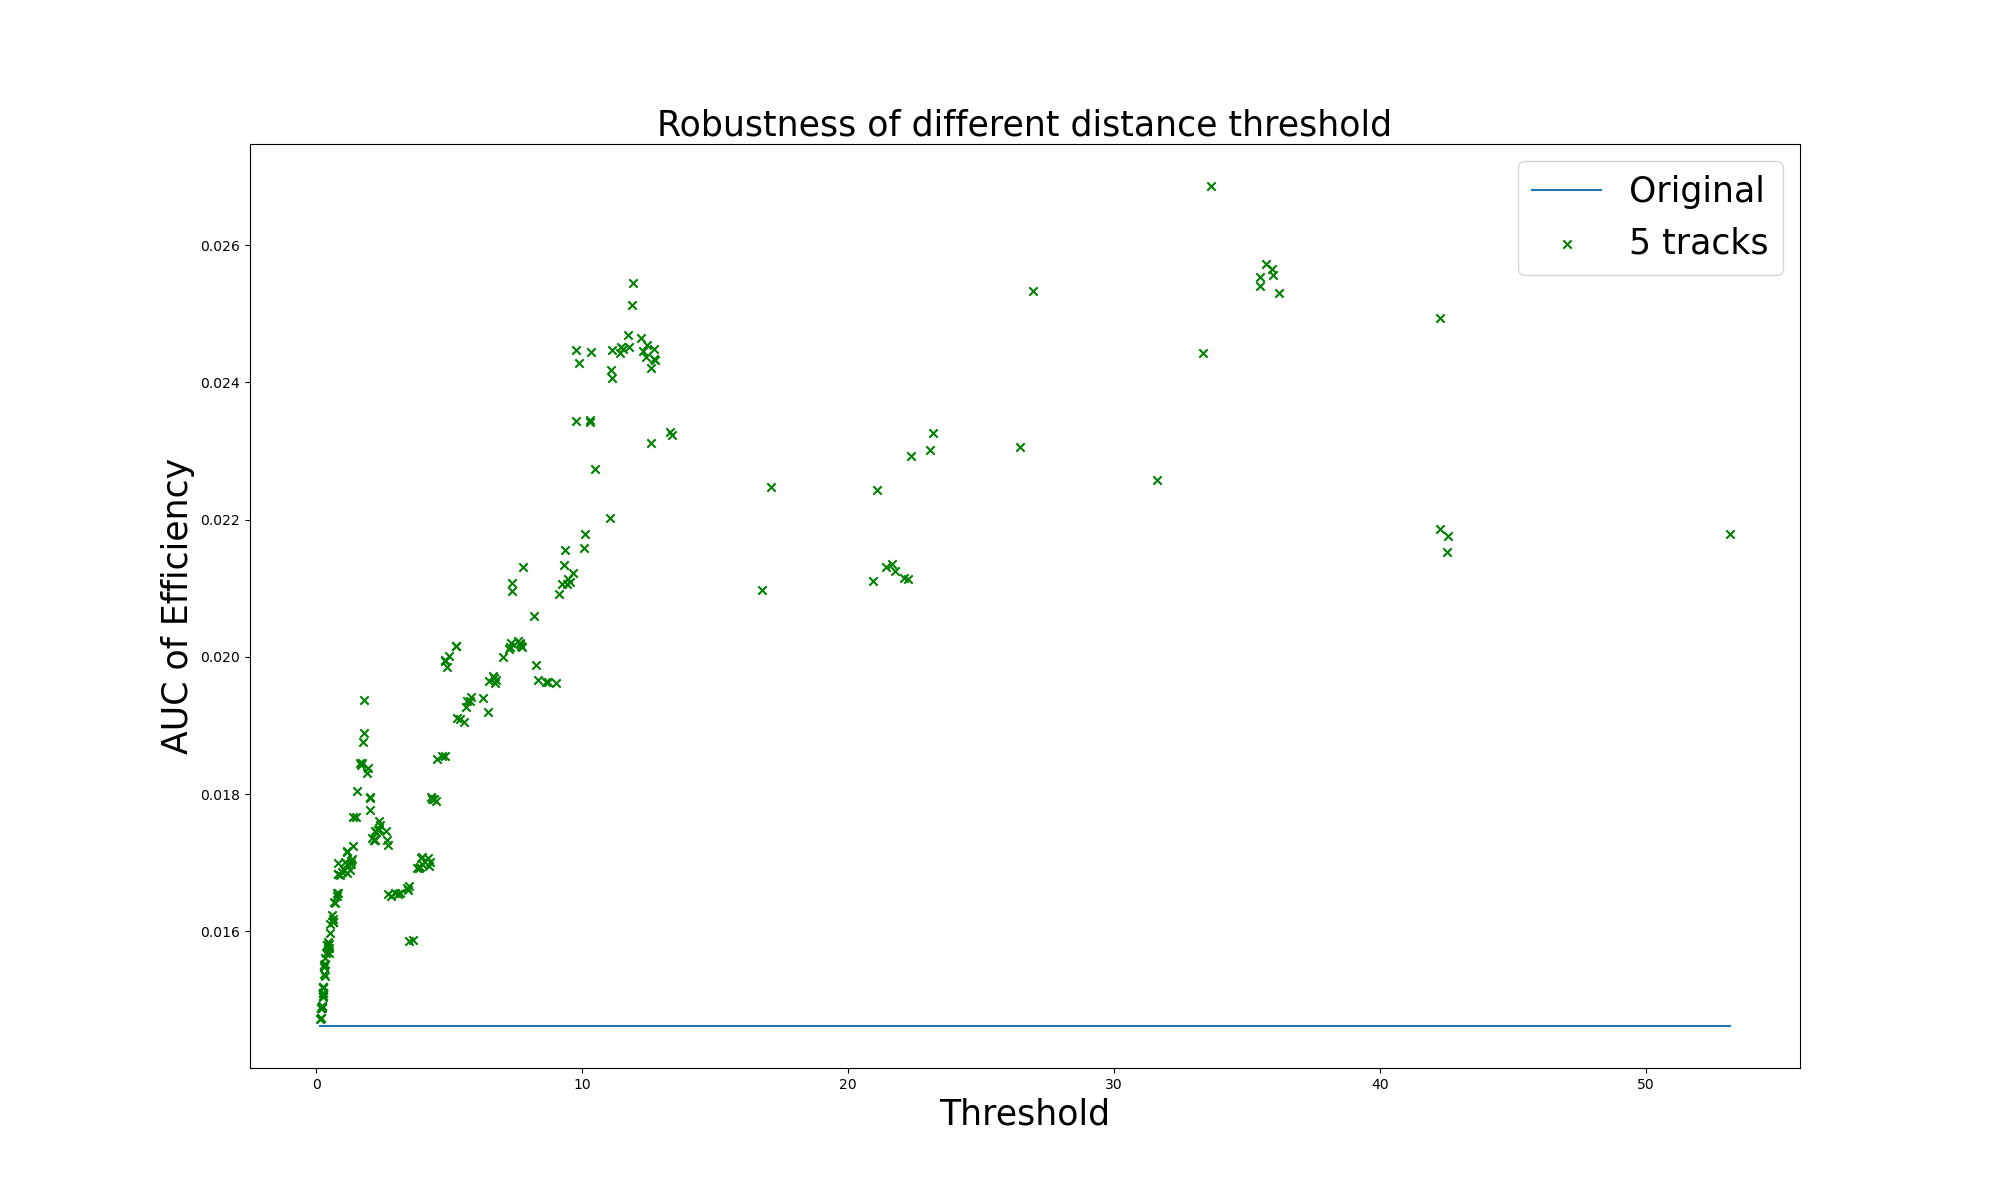 Robustness of different distance threshold
Original
5 tracks
0.026
0.024
0.022
0.020
0.018
0.016
AUC of Efficiency
0 10 20 30 40 50
Threshold